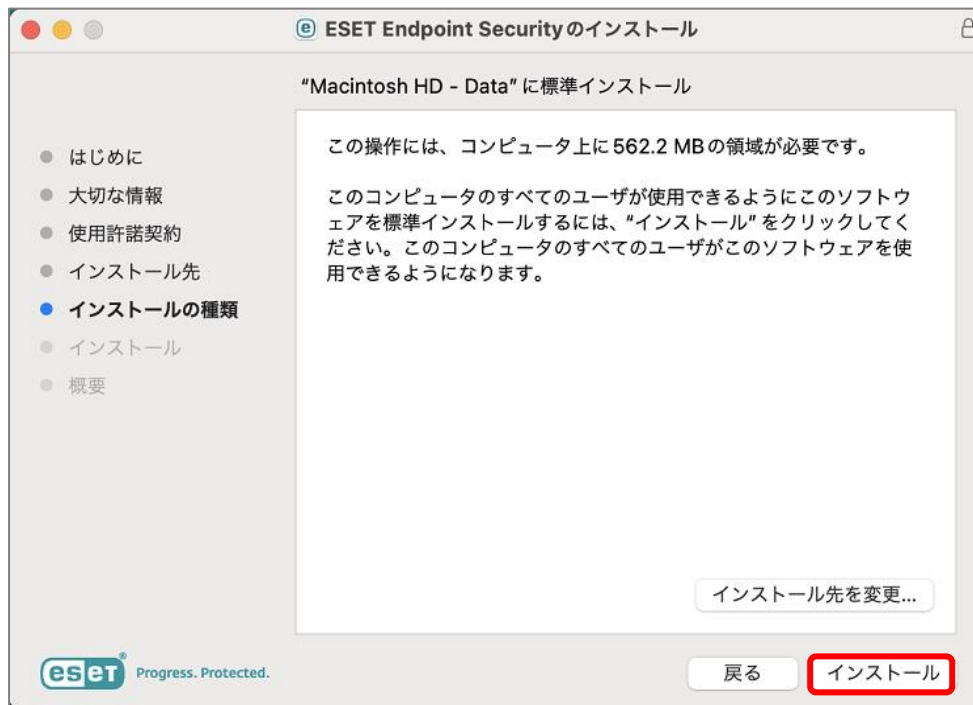 ESET Endpoint Securityのインストール
“Macintosh HD - Data” に標準インストール
はじめに
大切な情報
使用許諾契約
インストール先
インストールの種類
インストール
概要
この操作には、コンピュータ上に562.2 MBの領域が必要です。
このコンピュータのすべてのユーザが使用できるようにこのソフトウ
ェアを標準インストールするには、“インストール” をクリックしてく
ださい。このコンピュータのすべてのユーザがこのソフトウェアを使
用できるようになります。
インストール先を変更...
eseT® Progress. Protected.
戻る
インストール